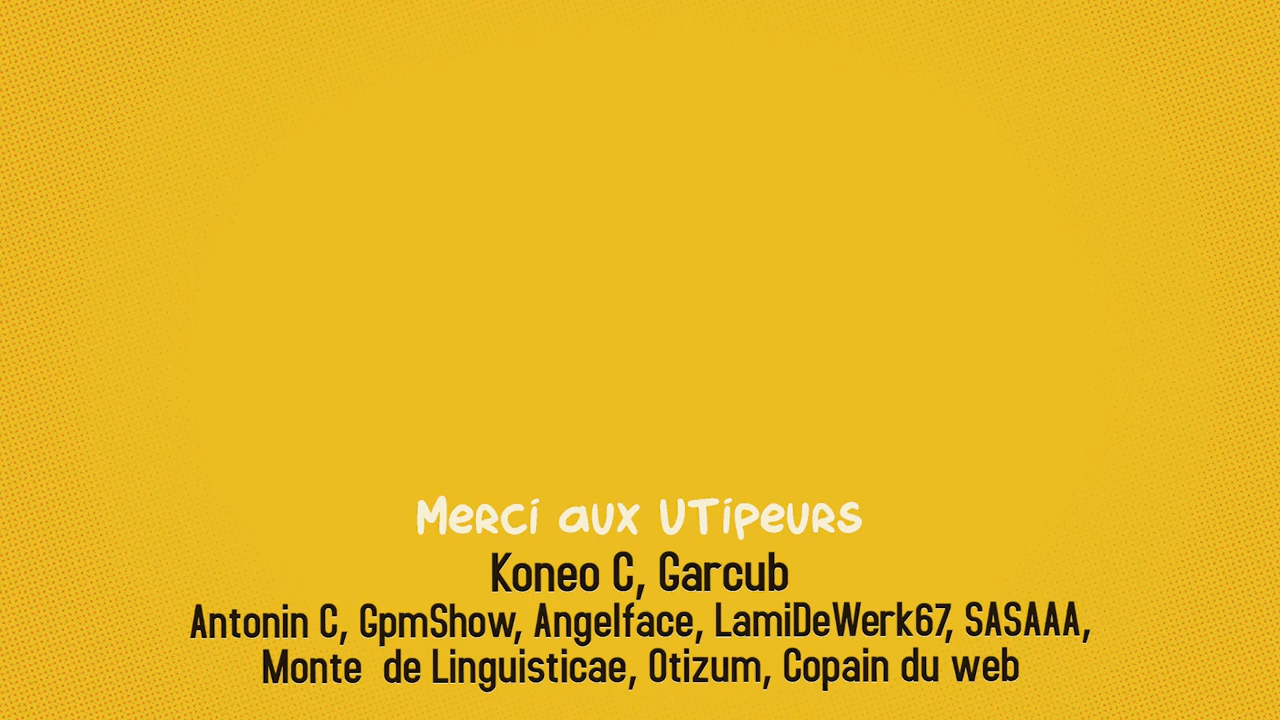 Merci aux UTipeurs
Koneo C, Garcub
Antonin C, GpmShow, Angelface, LamiDeWerk67, SASAAA,
Monte de Linguisticae, Otizum, Copain du web